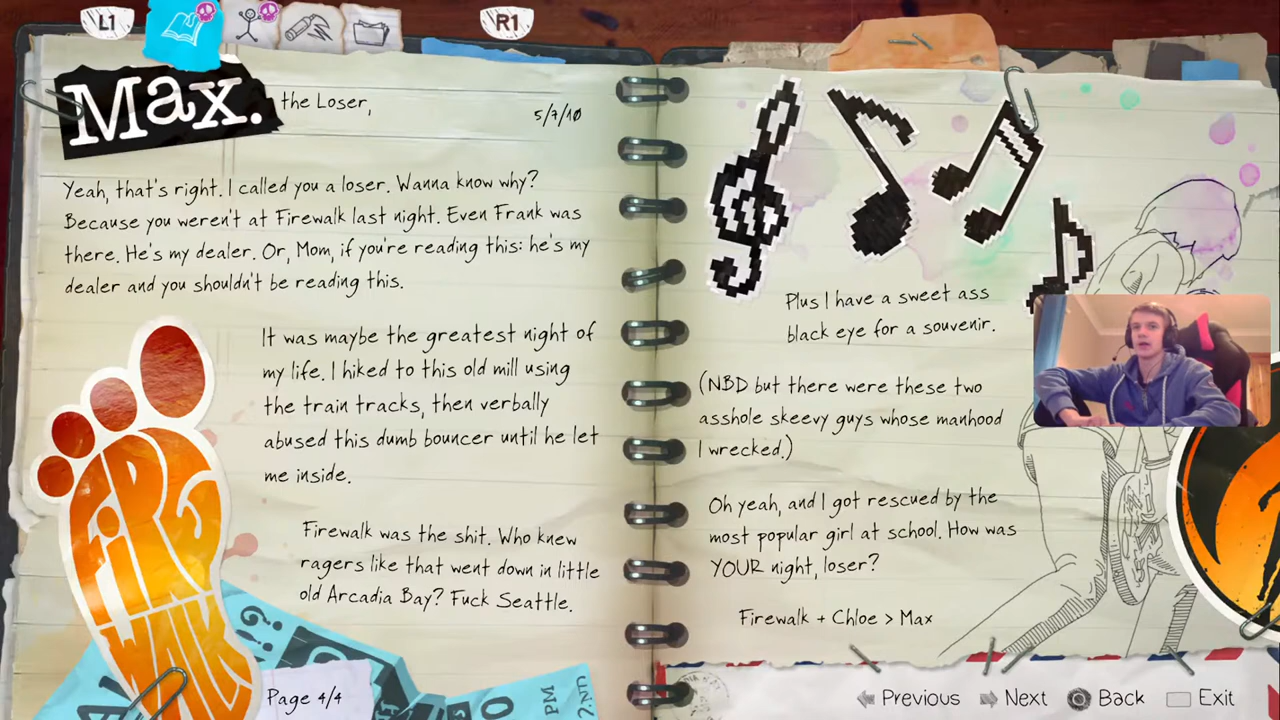 L1
R1
Max.
the Loser,
5/7/10
Yeah, that's right. I called you a loser. Wanna know why?
Because you weren't at Firewalk last night. Even Frank was
there. He's my dealer. Or, Mom, if you're reading this: he's my
dealer and you shouldn't be reading this.
It was maybe the greatest night of
my life. I hiked to this old mill using
the train tracks, then verbally
abused this dumb bouncer until he let
me inside.
Firewalk was the shit. Who knew
ragers like that went down in little
old Arcadia Bay? Fuck Seattle.
FIRE
WALK
PM
Page 4/4
Plus I have a sweet ass
black eye for a souvenir.
(NBD but there were these two
asshole skeevy guys whose manhood
I wrecked.)
Oh yeah, and I got rescued by the
most popular girl at school. How was
YOUR night, loser?
Firewalk + Chloe > Max
Previous
Next
Back
Exit